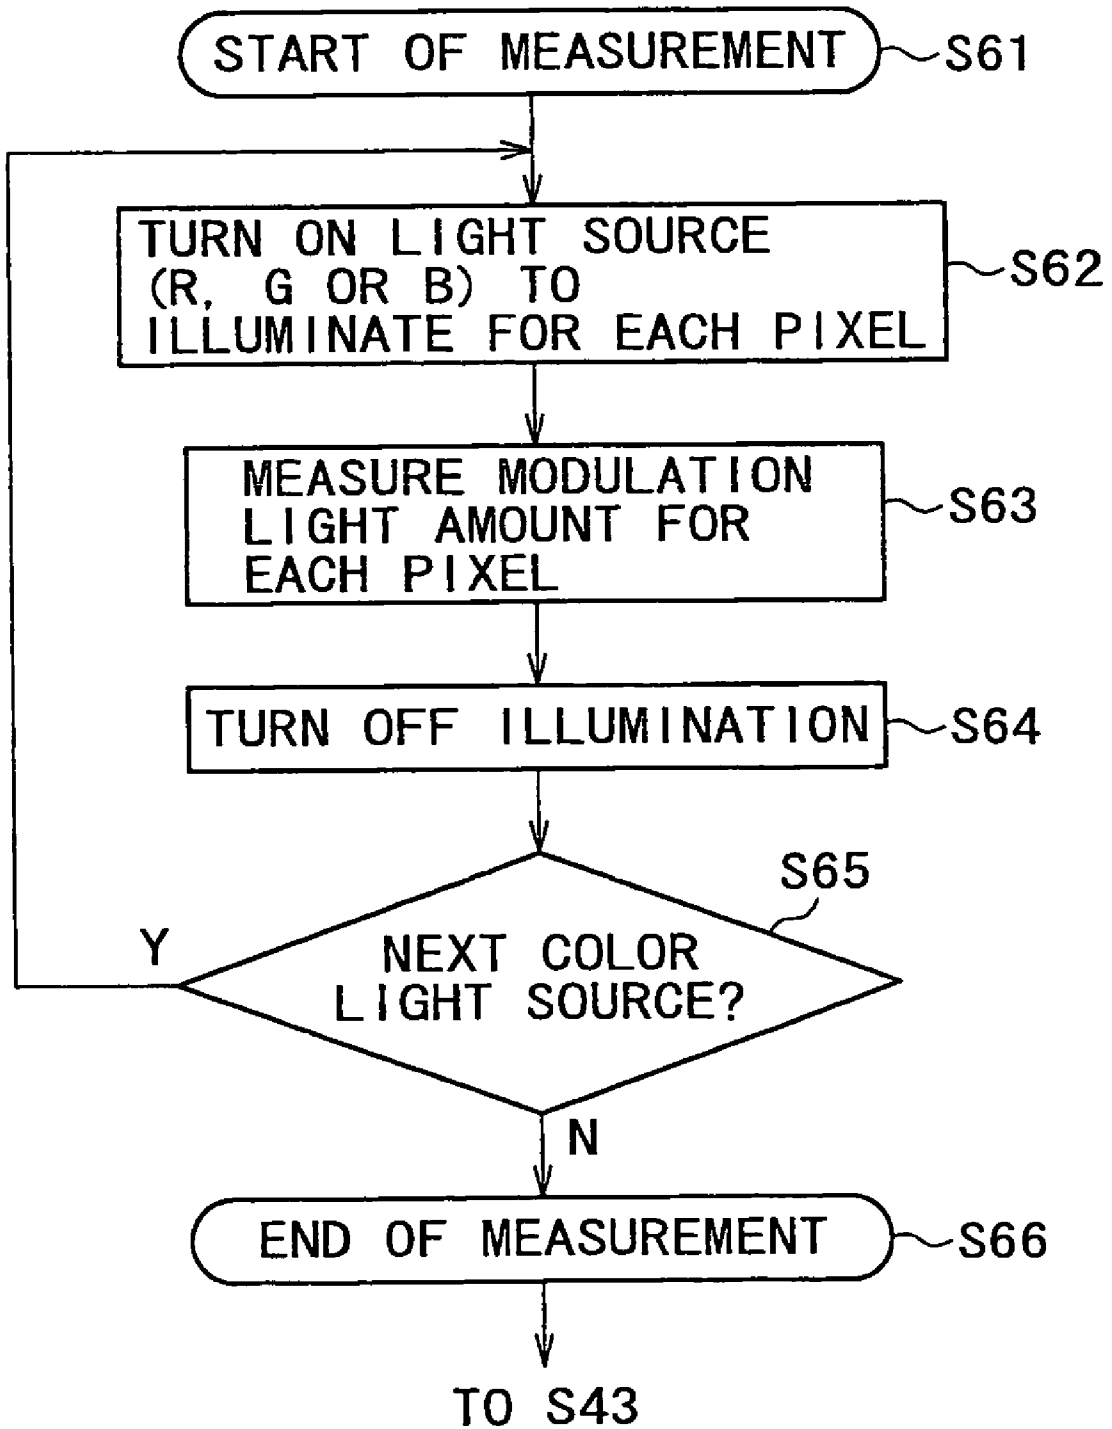 START OF MEASUREMENT
S61
TURN ON LIGHT SOURCE
(R, G OR B) TO
ILLUMINATE FOR EACH PIXEL
S62
MEASURE MODULATION
LIGHT AMOUNT FOR
EACH PIXEL
S63
TURN OFF ILLUMINATION
S64
S65
Y
NEXT COLOR
LIGHT SOURCE?
N
END OF MEASUREMENT
S66
TO S43